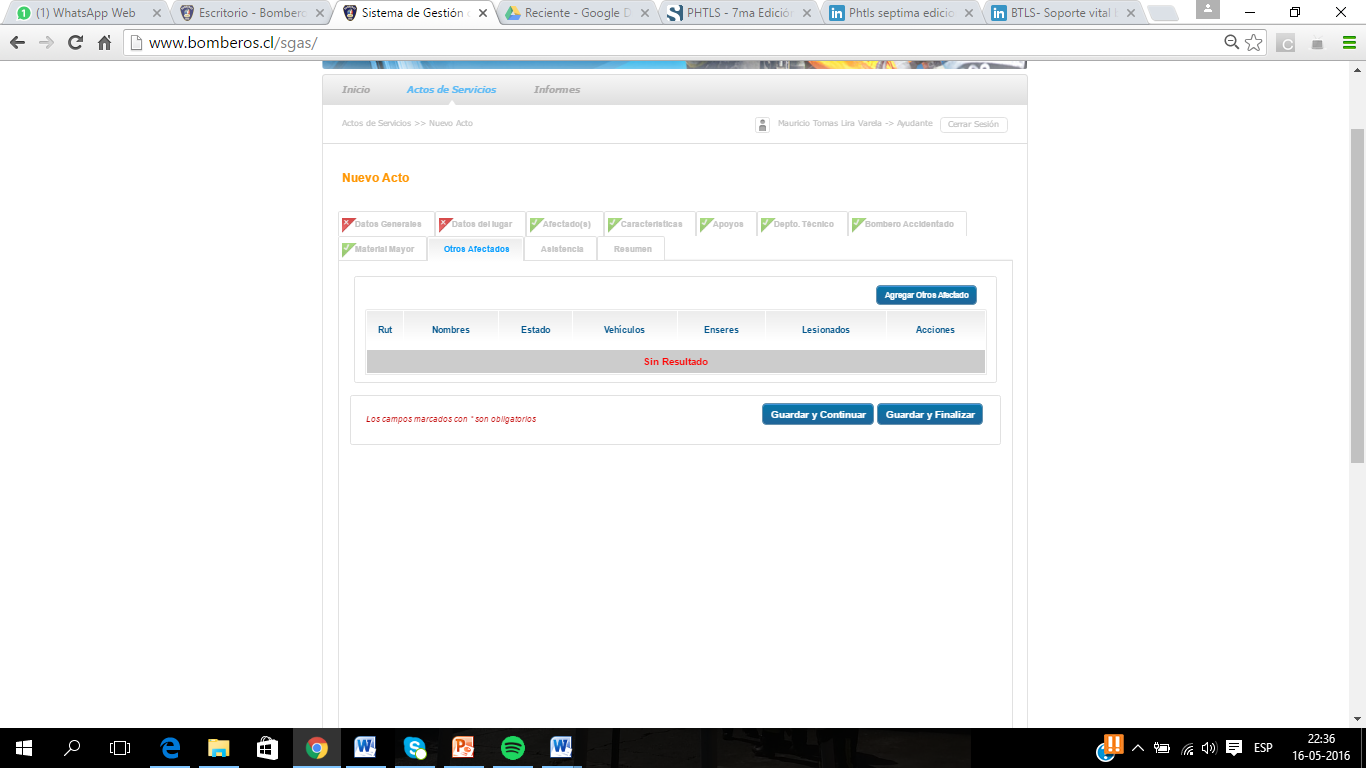 (1) WhatsApp Web
Escritorio - Bombero
Sistema de Gestión d
Reciente - Google D
PHTLS - 7ma Edición
Phtls septima edicio
BTLS- Soporte vital
www.bomberos.cl/sgas/
Inicio
Actos de Servicios
Informes
Actos de Servicios >> Nuevo Acto
Mauricio Tomas Lira Varela -> Ayudante
Cerrar Sesión
Nuevo Acto
Datos Generales
Datos del lugar
Afectado(s)
Características
Apoyos
Depto. Técnico
Bombero Accidentado
Material Mayor
Otros Afectados
Asistencia
Resumen
Agregar Otros Afectado
Rut
Nombres
Estado
Vehículos
Enseres
Lesionados
Acciones
Sin Resultado
Los campos marcados con * son obligatorios
Guardar y Continuar
Guardar y Finalizar
ESP
22:36
16-05-2016